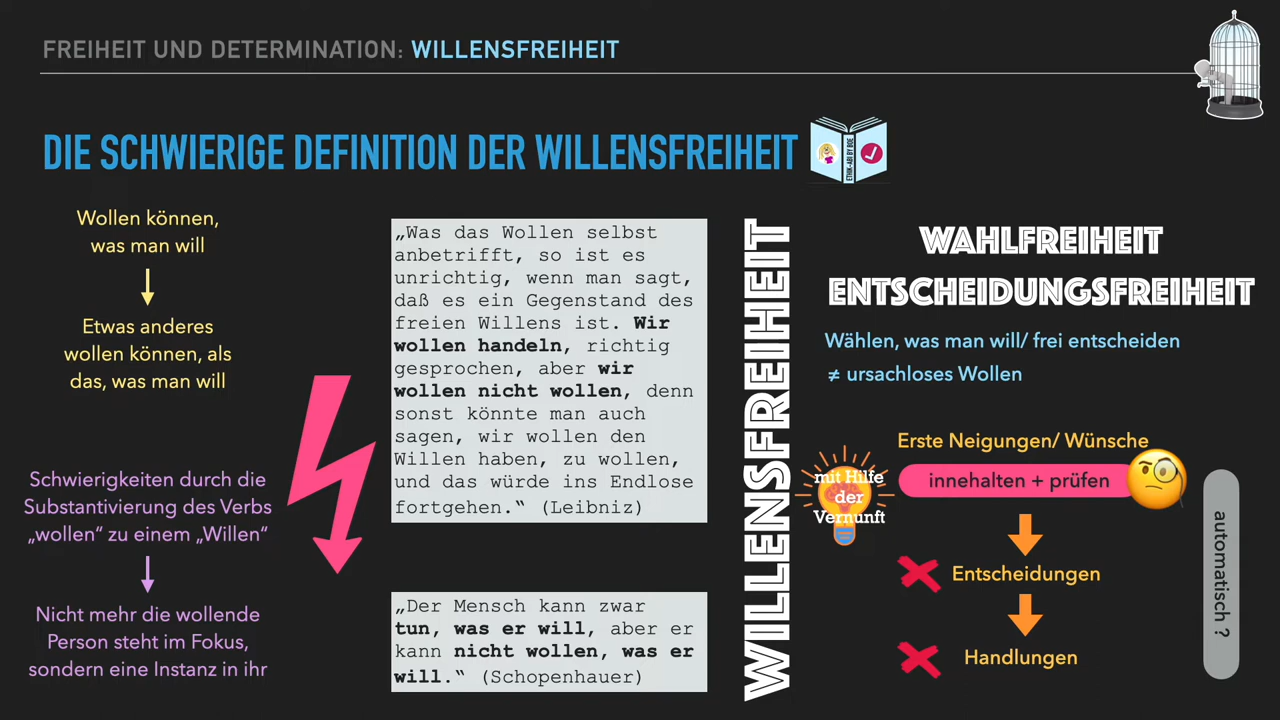 FREIHEIT UND DETERMINATION: WILLENSFREIHEIT
DIE SCHWIERIGE DEFINITION DER WILLENSFREIHEIT
ETHIK-ABI BY BOE
Wollen können,
was man will
Etwas anderes
wollen können, als
das, was man will
Schwierigkeiten durch die
Substantivierung des Verbs
„wollen“ zu einem „Willen“
Nicht mehr die wollende
Person steht im Fokus,
sondern eine Instanz in ihr
„Was das Wollen selbst
anbetrifft, so ist es
unrichtig, wenn man sagt,
daß es ein Gegenstand des
freien Willens ist. Wir
wollen handeln, richtig
gesprochen, aber wir
wollen nicht wollen, denn
sonst könnte man auch
sagen, wir wollen den
Willen haben, zu wollen,
und das würde ins Endlose
fortgehen.“ (Leibniz)
„Der Mensch kann zwar
tun, was er will, aber er
kann nicht wollen, was er
will.“ (Schopenhauer)
WILLENSFREIHEIT
WAHLFREIHEIT
ENTSCHEIDUNGSFREIHEIT
Wählen, was man will/ frei entscheiden
≠ ursachloses Wollen
Erste Neigungen/ Wünsche
innehalten + prüfen
mit Hilfe
der
Vernunft
Entscheidungen
Handlungen
automatisch ?